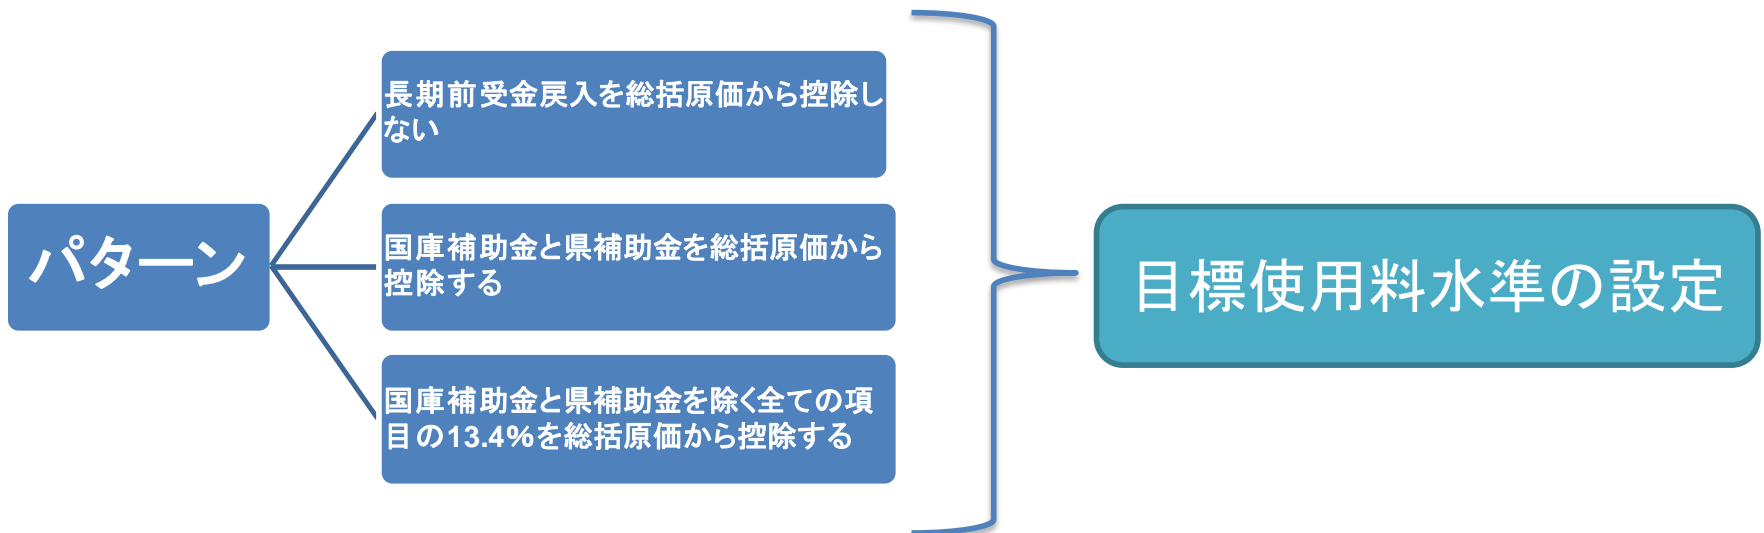 パターン
長期前受金戻入を総括原価から控除し
ない
国庫補助金と県補助金を総括原価から
控除する
国庫補助金と県補助金を除く全ての項
目の13.4%を総括原価から控除する
目標使用料水準の設定